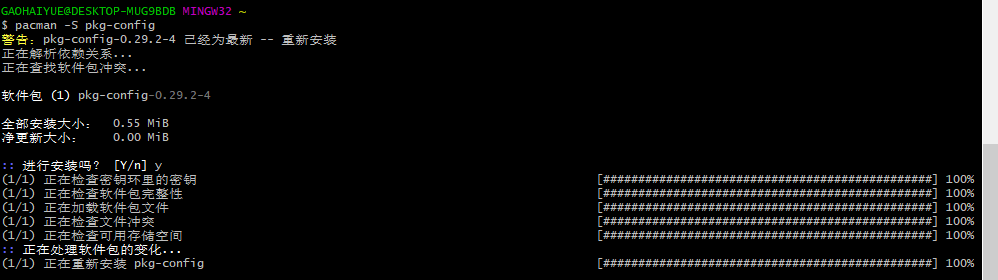 GAOHAIYUE@DESKTOP-MUG9BDB MINGW32 ~
$ pacman -S pkg-config
警告：pkg-config-0.29.2-4 已经为最新 -- 重新安装
正在解析依赖关系...
正在查找软件包冲突...
软件包 (1) pkg-config-0.29.2-4
全部安装大小： 0.55 MiB
净更新大小： 0.00 MiB
:: 进行安装吗？ [Y/n] y
(1/1) 正在检查密钥环里的密钥 [###############################################] 100%
(1/1) 正在检查软件包完整性 [###############################################] 100%
(1/1) 正在加载软件包文件 [###############################################] 100%
(1/1) 正在检查文件冲突 [###############################################] 100%
(1/1) 正在检查可用存储空间 [###############################################] 100%
:: 正在处理软件包的变化...
(1/1) 正在重新安装 pkg-config [###############################################] 100%